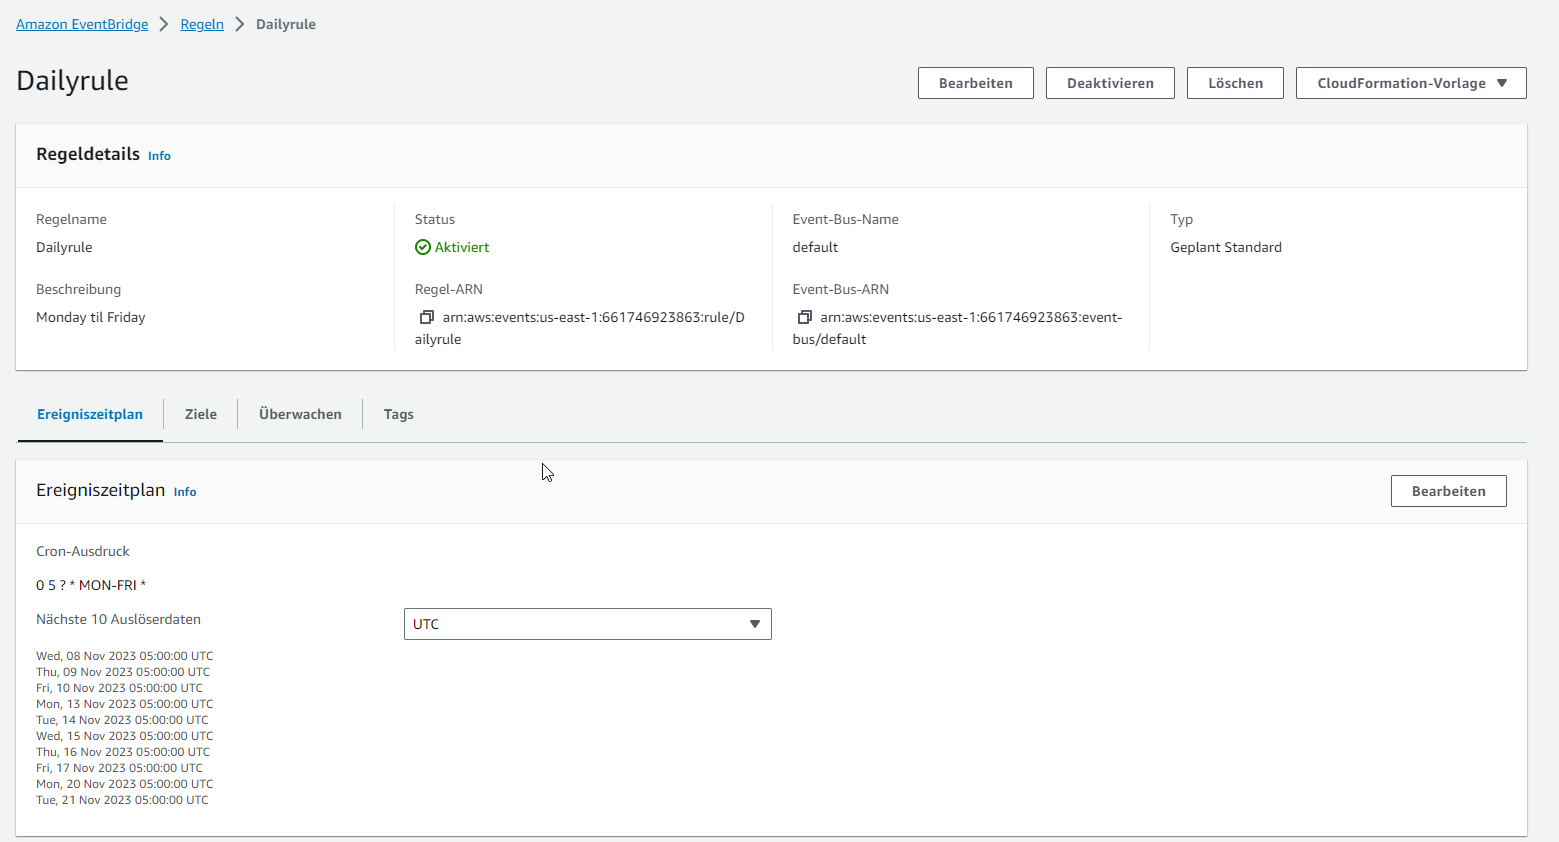 Amazon EventBridge > Regeln > Dailyrule
Dailyrule
Bearbeiten Deaktivieren Löschen CloudFormation-Vorlage
Regeldetails Info
Regelname
Dailyrule
Beschreibung
Monday til Friday
Status
Aktiviert
Regel-ARN
arn:aws:events:us-east-1:661746923863:rule/D
ailyrule
Event-Bus-Name
default
Event-Bus-ARN
arn:aws:events:us-east-1:661746923863:event-
bus/default
Typ
Geplant Standard
Ereigniszeitplan Ziele Überwachen Tags
Ereigniszeitplan Info
Bearbeiten
Cron-Ausdruck
0 5 ? * MON-FRI *
Nächste 10 Auslöserdaten
UTC
Wed, 08 Nov 2023 05:00:00 UTC
Thu, 09 Nov 2023 05:00:00 UTC
Fri, 10 Nov 2023 05:00:00 UTC
Mon, 13 Nov 2023 05:00:00 UTC
Tue, 14 Nov 2023 05:00:00 UTC
Wed, 15 Nov 2023 05:00:00 UTC
Thu, 16 Nov 2023 05:00:00 UTC
Fri, 17 Nov 2023 05:00:00 UTC
Mon, 20 Nov 2023 05:00:00 UTC
Tue, 21 Nov 2023 05:00:00 UTC